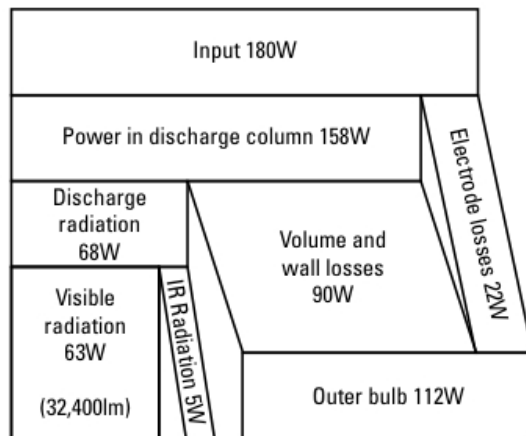 Input 180W
Power in discharge column 158W
Electrode losses 22W
Discharge
radiation
68W
Volume and
wall losses
90W
Visible
radiation
63W
(32,400lm)
IR Radiation 5W
Outer bulb 112W